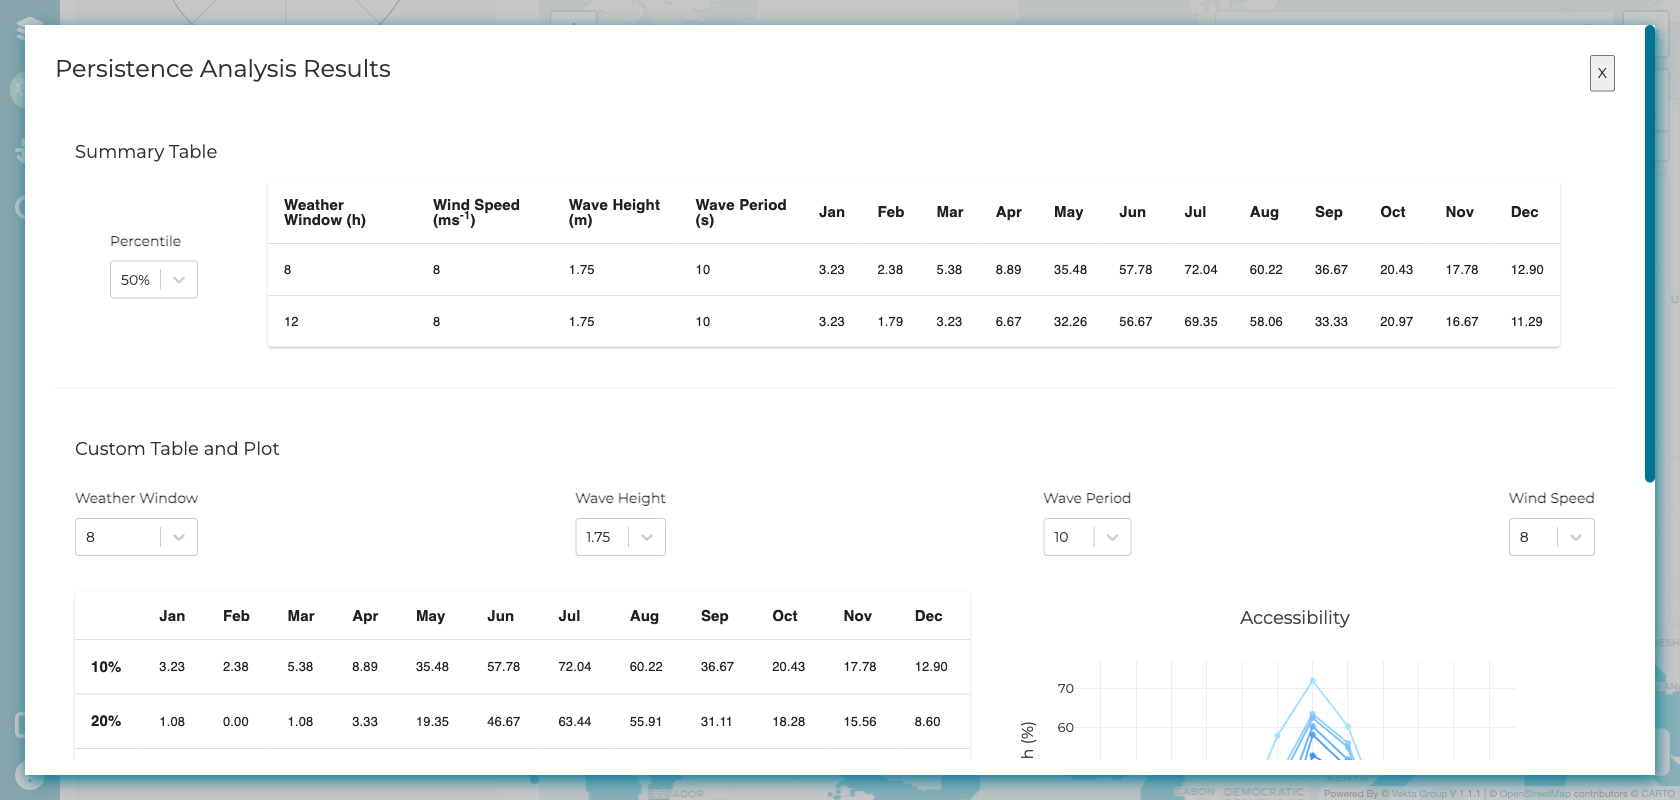 Persistence Analysis Results
X
Summary Table
Percentile
50%
Weather Window (h) Wind Speed (ms-1) Wave Height (m) Wave Period (s) Jan Feb Mar Apr May Jun Jul Aug Sep Oct Nov Dec
8 8 1.75 10 3.23 2.38 5.38 8.89 35.48 57.78 72.04 60.22 36.67 20.43 17.78 12.90
12 8 1.75 10 3.23 1.79 3.23 6.67 32.26 56.67 69.35 58.06 33.33 20.97 16.67 11.29
Custom Table and Plot
Weather Window Wave Height Wave Period Wind Speed
8 1.75 10 8
Jan Feb Mar Apr May Jun Jul Aug Sep Oct Nov Dec
10% 3.23 2.38 5.38 8.89 35.48 57.78 72.04 60.22 36.67 20.43 17.78 12.90
20% 1.08 0.00 1.08 3.33 19.35 46.67 63.44 55.91 31.11 18.28 15.56 8.60
Accessibility
70
60
h (%)
ECUADOR
GABON DEMOCRATIC
KENYA
Powered By © Vekta Group V 1.1.1 | © OpenStreetMap contributors © CARTO